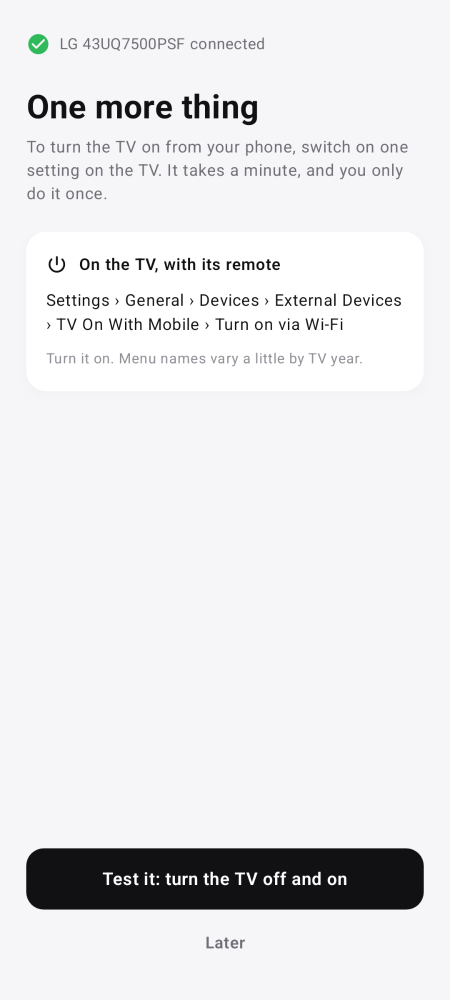 LG 43UQ7500PSF connected
One more thing
To turn the TV on from your phone, switch on one
setting on the TV. It takes a minute, and you only
do it once.
On the TV, with its remote
Settings › General › Devices › External Devices
› TV On With Mobile › Turn on via Wi-Fi
Turn it on. Menu names vary a little by TV year.
Test it: turn the TV off and on
Later